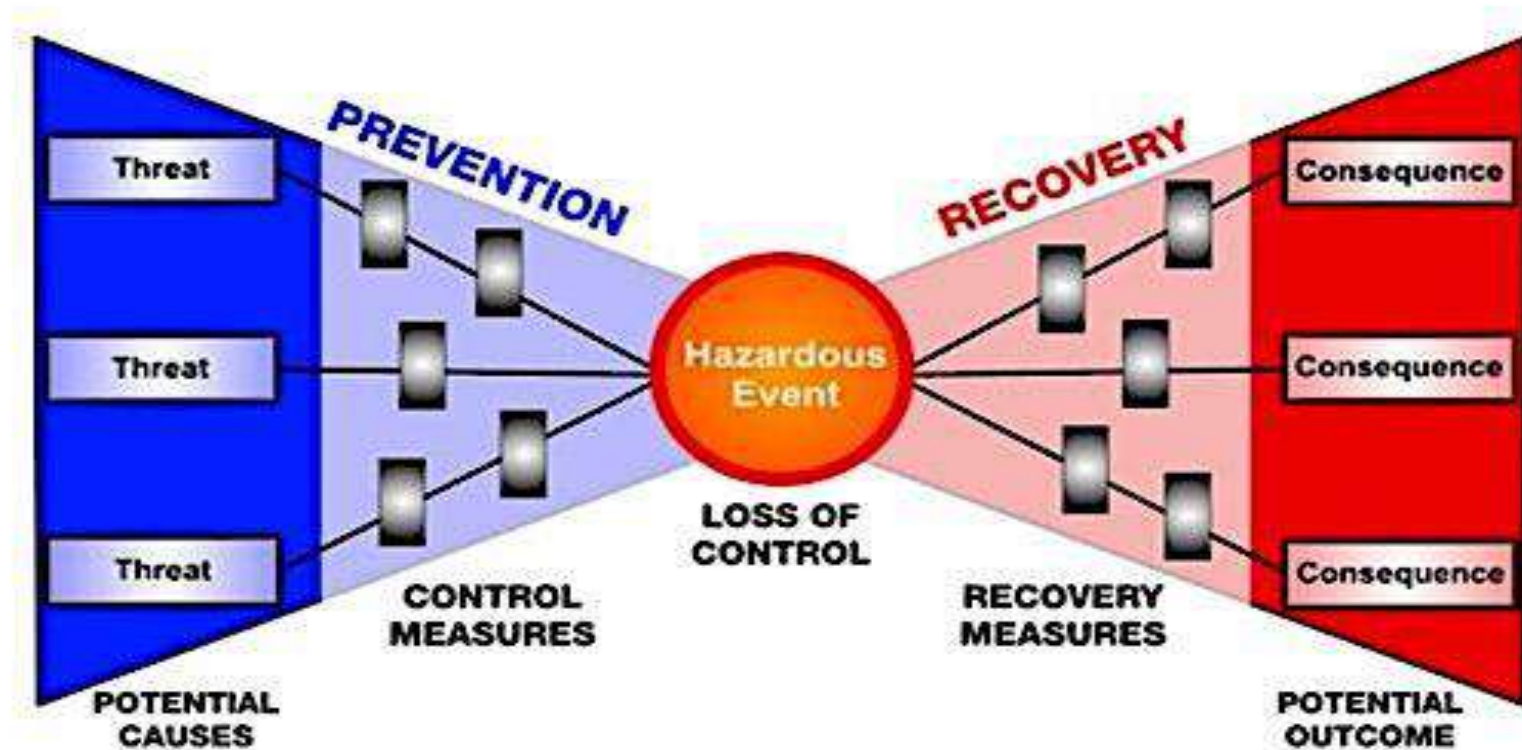 PREVENTION
RECOVERY
Threat
Threat
Threat
Hazardous
Event
Consequence
Consequence
Consequence
LOSS OF
CONTROL
CONTROL
MEASURES
RECOVERY
MEASURES
POTENTIAL
CAUSES
POTENTIAL
OUTCOME